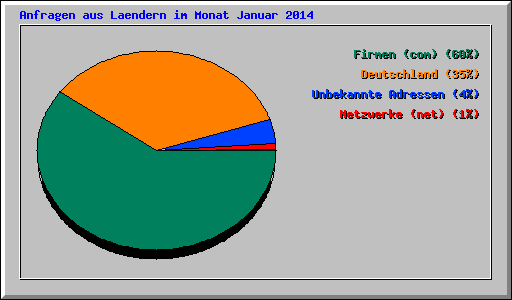 Anfragen aus Laendern im Monat Januar 2014
Firmen (com) (60%)
Deutschland (35%)
Unbekannte Adressen (4%)
Netzwerke (net) (1%)